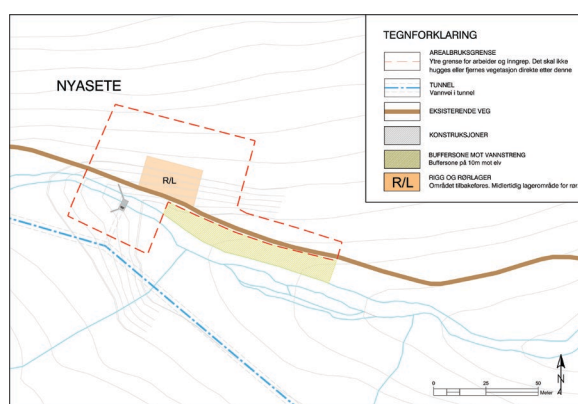 NYASETE
R/L
TEGNFORKLARING
AREALBRUKSGRENSE
Ytre grense for arbeider og inngrep. Det skal ikke
hugges eller fjernes vegetasjon direkte etter denne
TUNNEL
Vannvei i tunnel
EKSISTERENDE VEG
KONSTRUKSJONER
BUFFERSONE MOT VANNSTRENG
Buffersone på 10m mot elv
R/L
RIGG OG RØRLAGER
Området tilbakeføres. Midlertidig lagerområde for rør
0 25 50
Meter
N